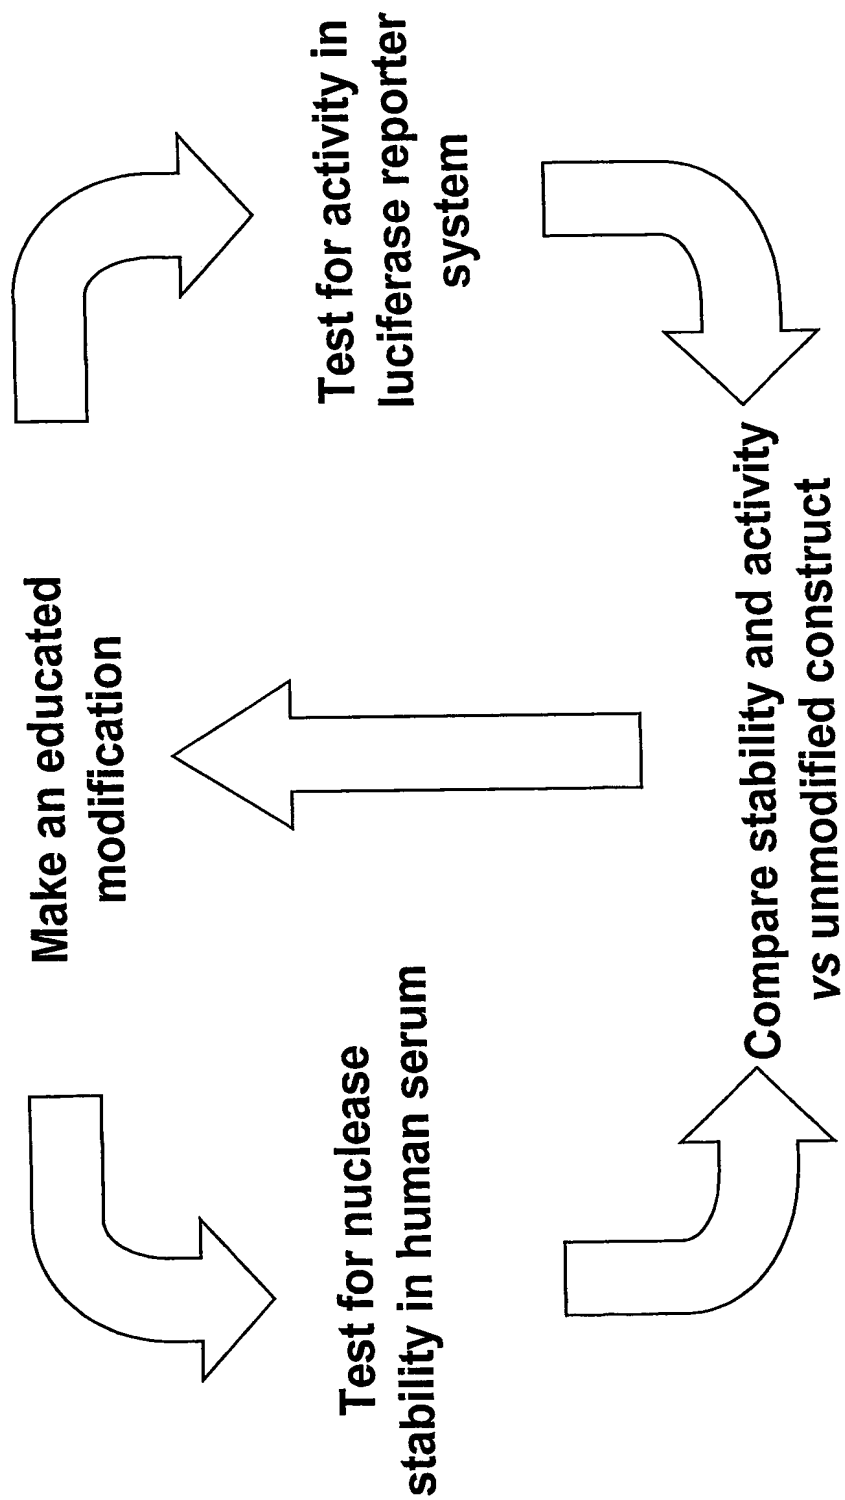 Make an educated
modification
Test for nuclease
stability in human serum
Test for activity in
luciferase reporter
system
Compare stability and activity
vs unmodified construct